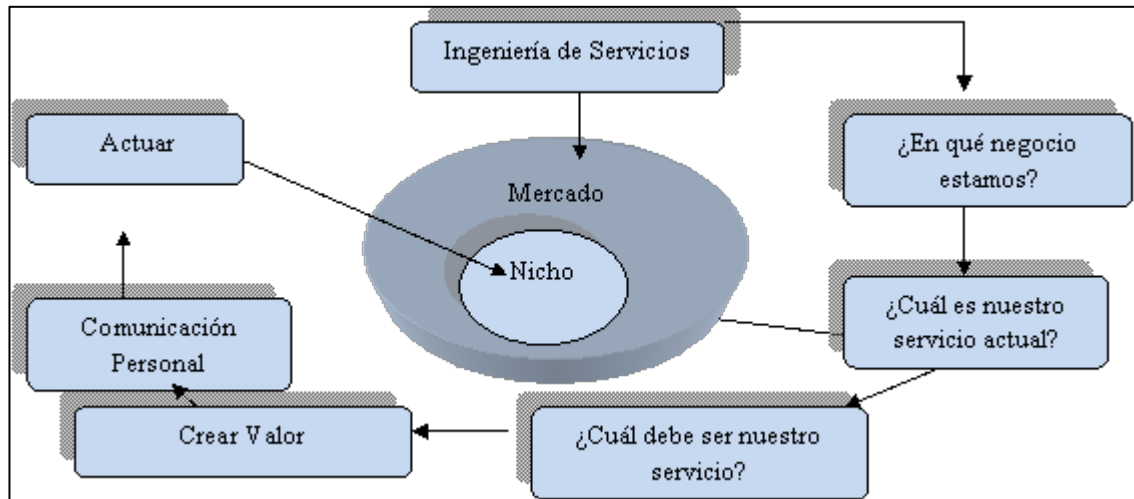 Ingeniería de Servicios
¿En qué negocio
estamos?
¿Cuál es nuestro
servicio actual?
¿Cuál debe ser nuestro
servicio?
Crear Valor
Comunicación
Personal
Actuar
Mercado
Nicho